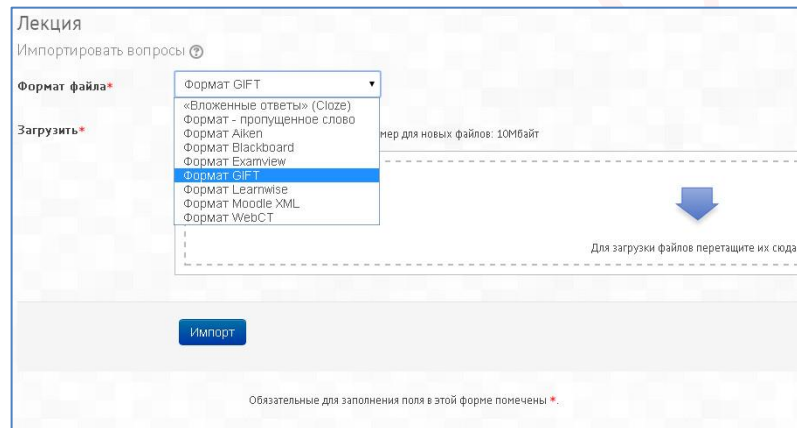 Лекция
Импортировать вопросы
Формат файла*
Формат GIFT
«Вложенные ответы» (Cloze)
Формат - пропущенное слово
Формат Aiken
Формат Blackboard
Формат Examview
Формат GIFT
Формат Learnwise
Формат Moodle XML
Формат WebCT
Загрузить*
мер для новых файлов: 10Мбайт
Для загрузки файлов перетащите их сюда
Импорт
Обязательные для заполнения поля в этой форме помечены *.